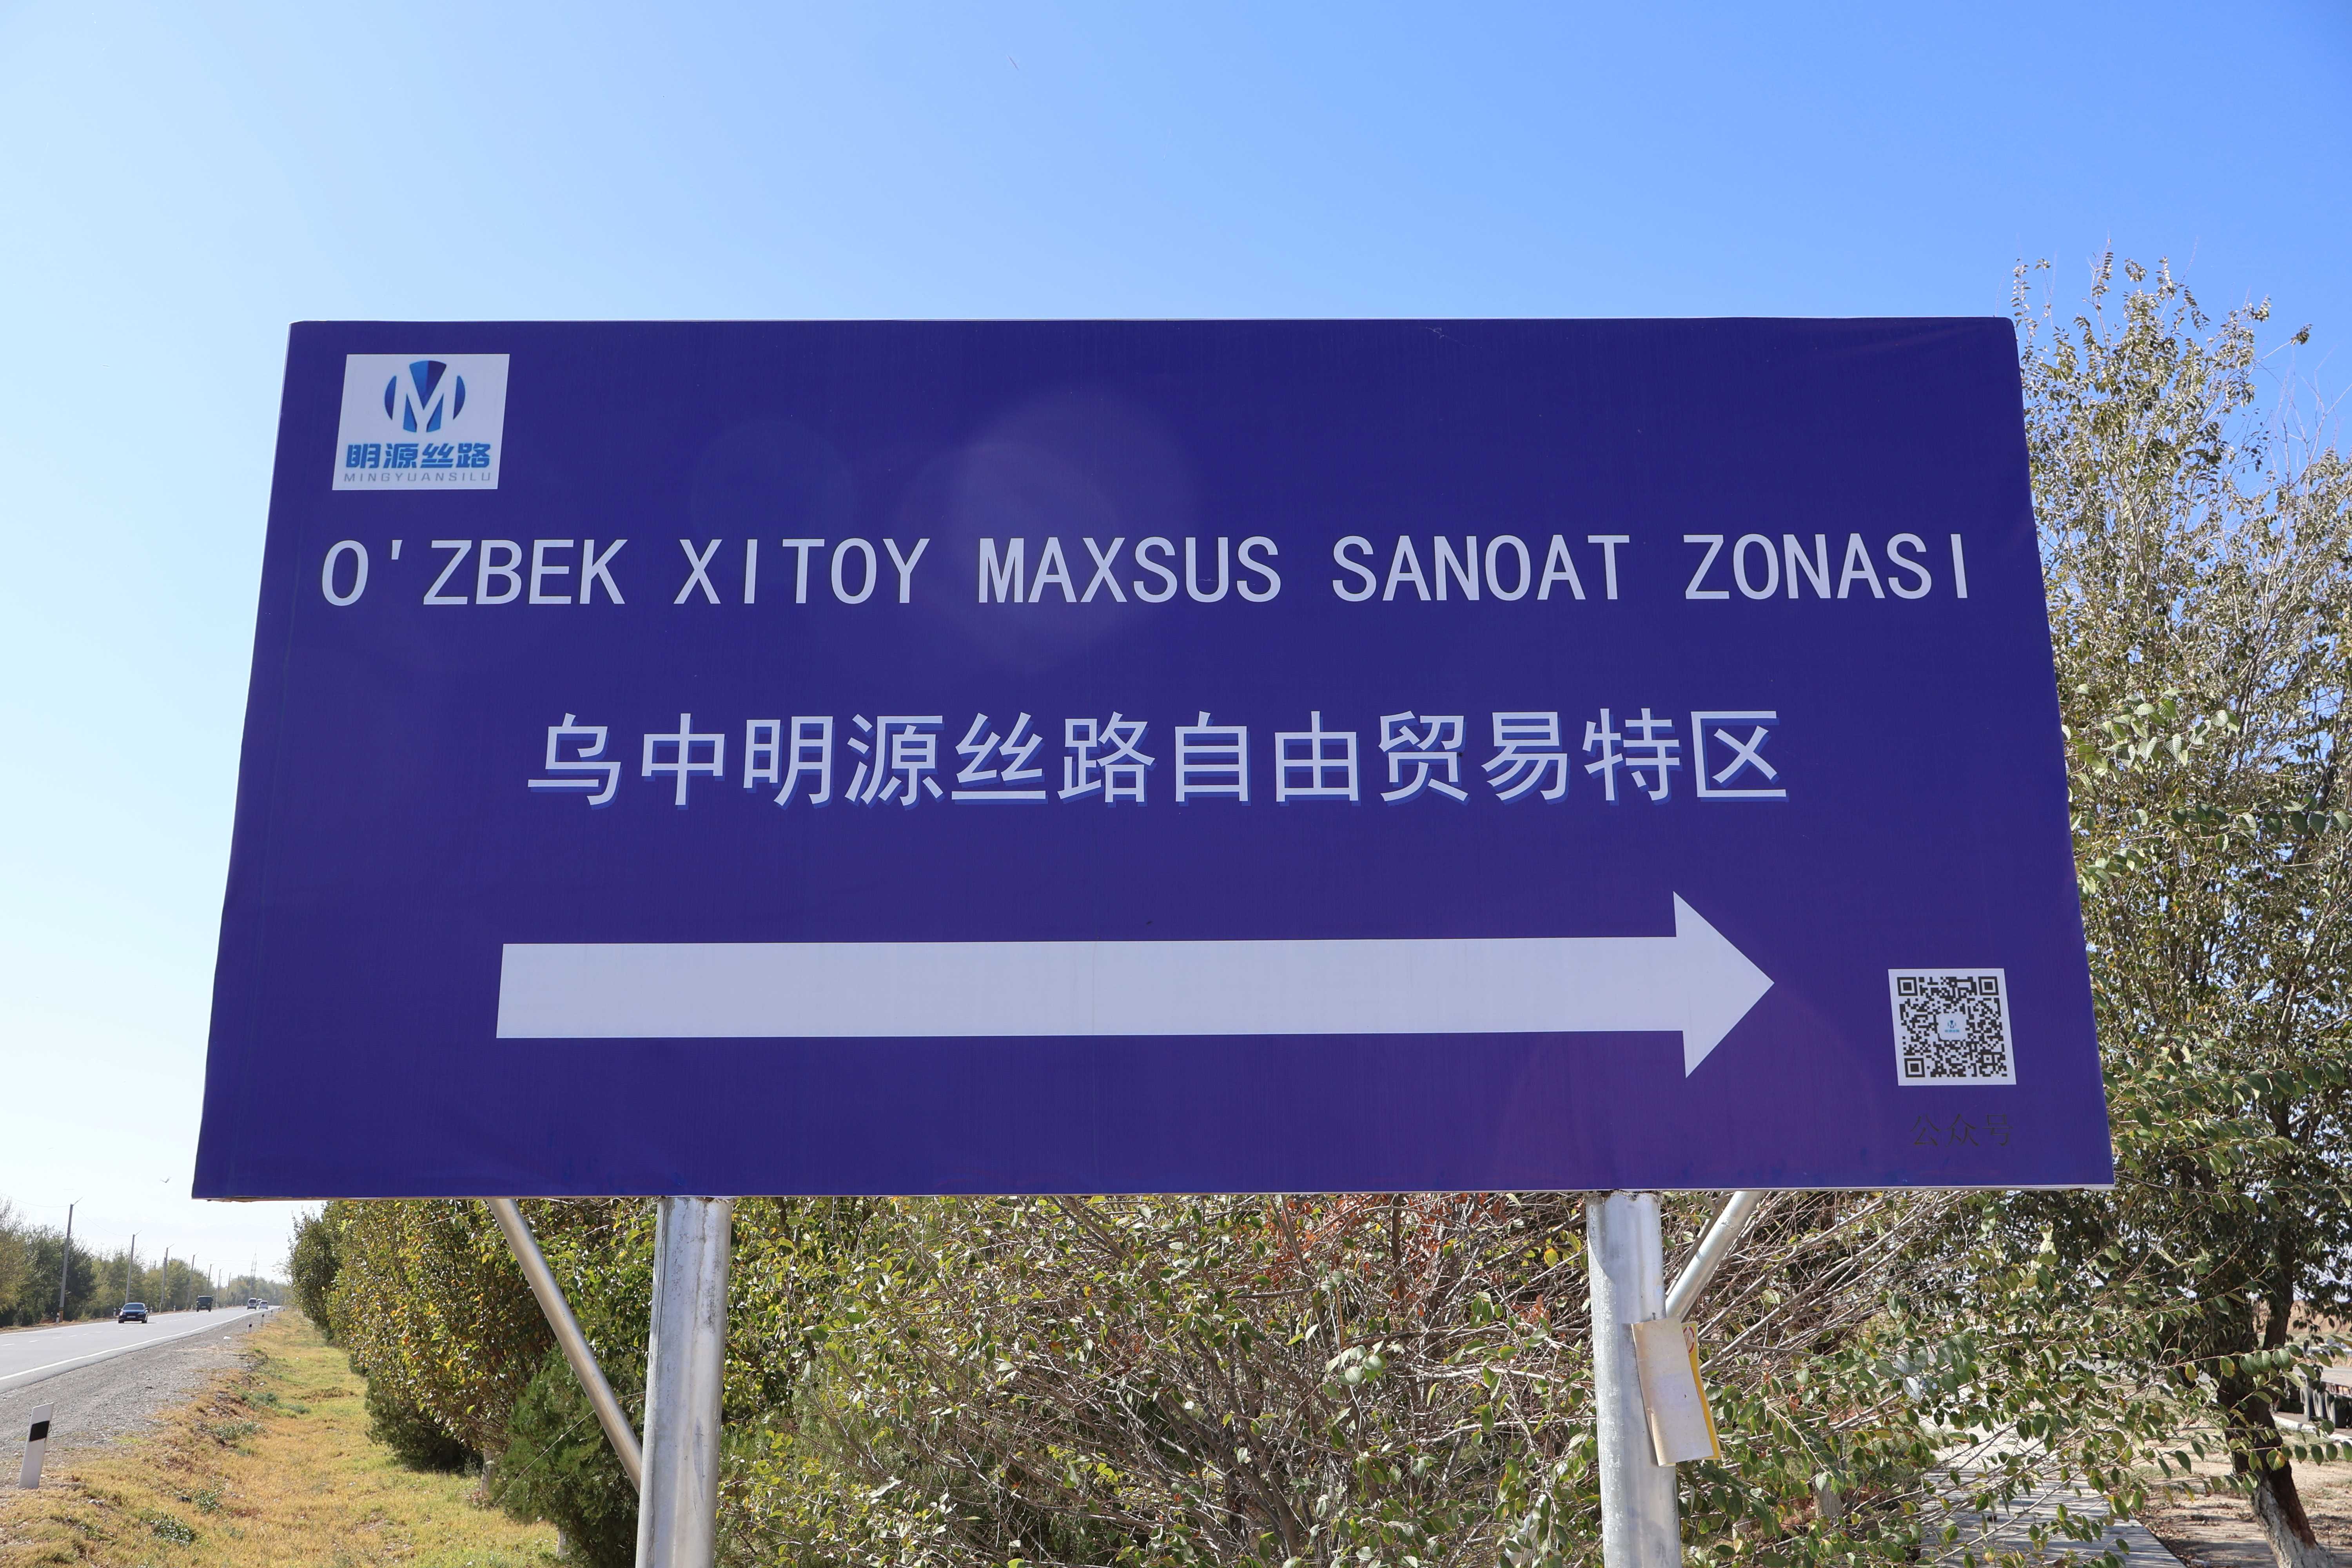 明源丝路
MINGYUANSILU
O'ZBEK XITOY MAXSUS SANOAT ZONASI
乌中明源丝路自由贸易特区
公众号